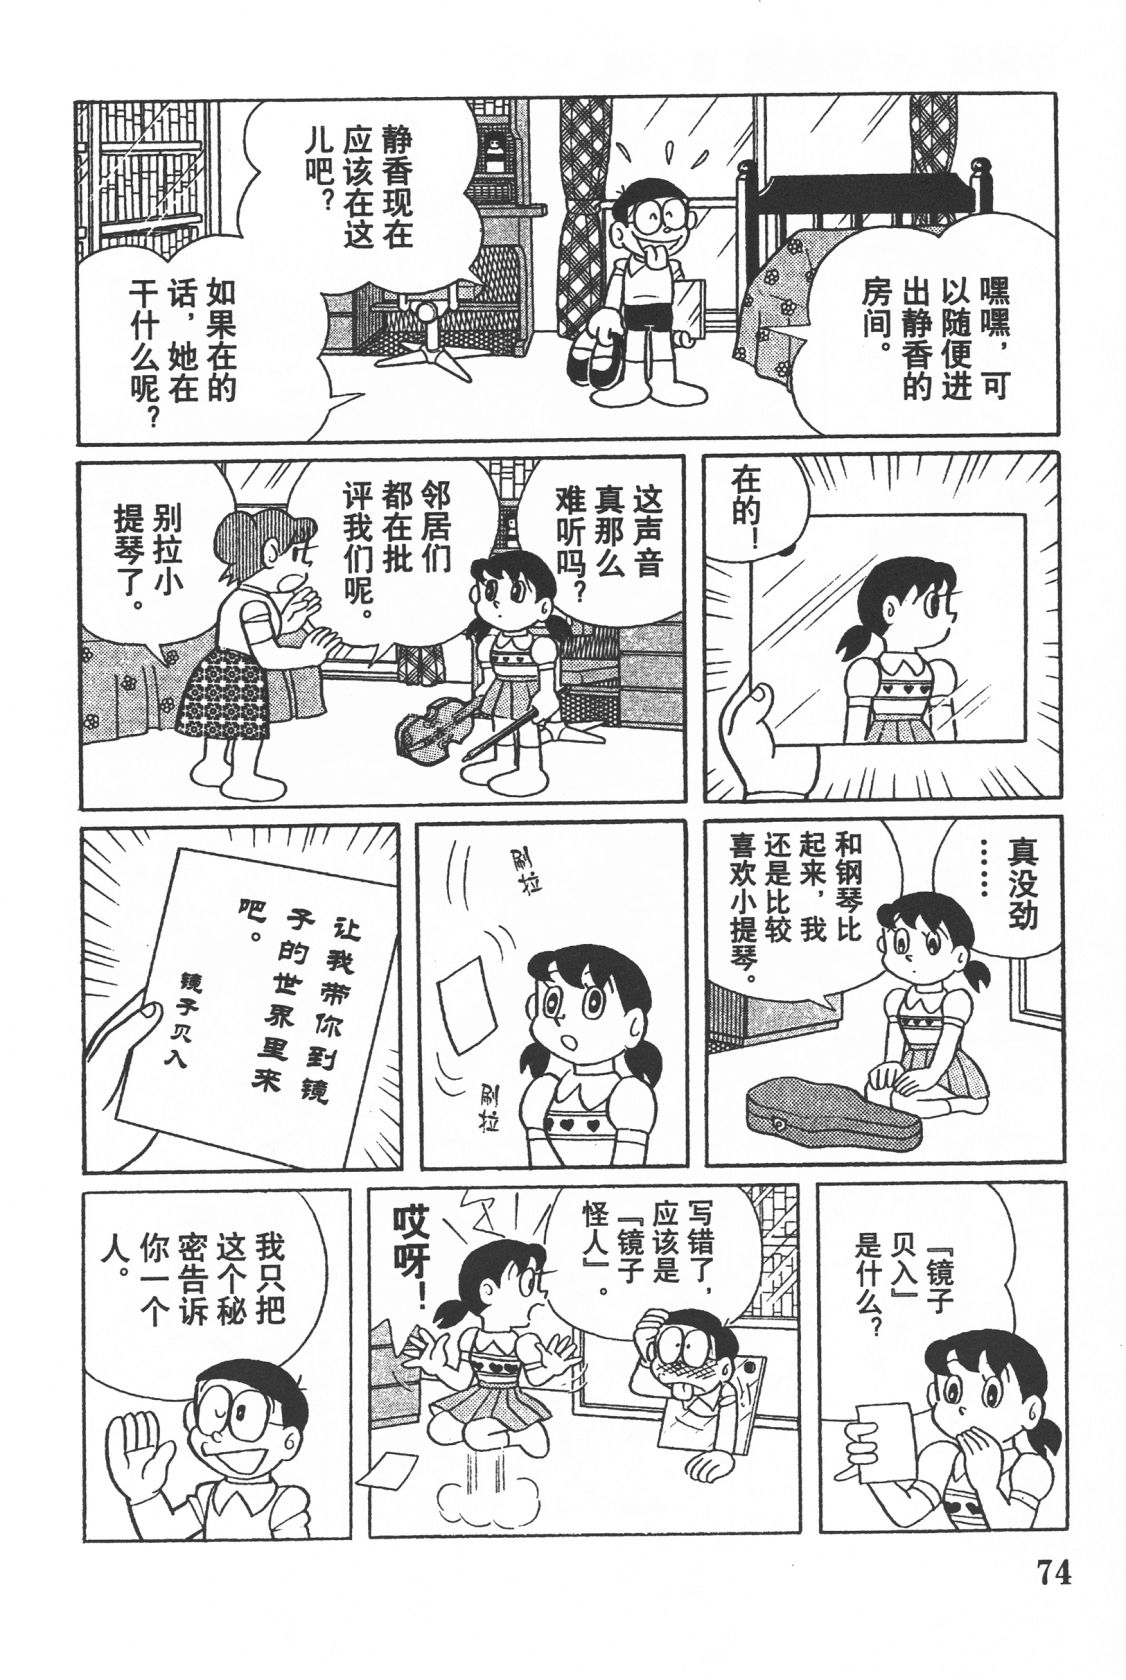 嘿嘿，可
以随便进
出静香的
房间。
静香现在
应该在这
儿吧？
如果在的
话，她在
干什么呢？
在的！
这声音
真那么
难听吗？
邻居们
都在批
评我们呢。
别拉小
提琴了。
真没劲
……
和钢琴比
起来，我
还是比较
喜欢小提琴。
刷拉
刷拉
让我带你到镜
子的世界里来
吧。
镜子贝入
『镜子
贝入』
是什么？
写错了，
应该是
『镜子
怪人』。
哎呀！
我只把
这个秘
密告诉
你一个
人。
74